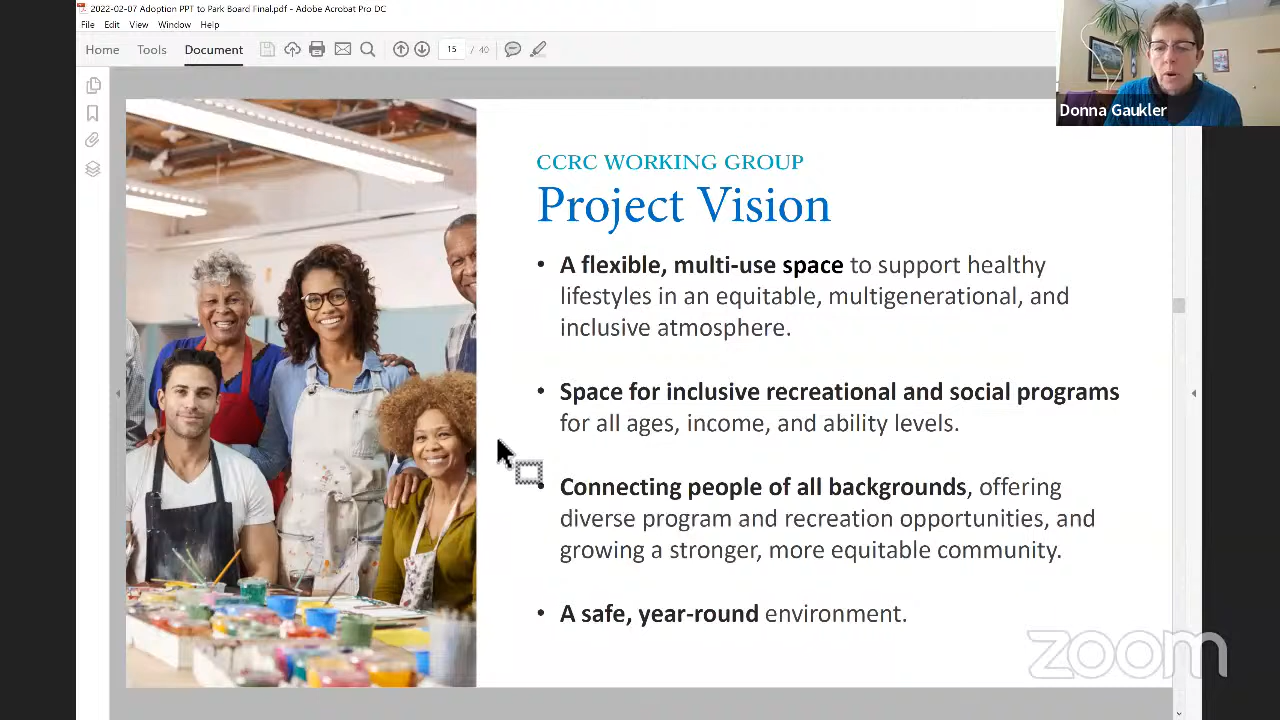 2022-02-07 Adoption PPT to Park Board Final.pdf - Adobe Acrobat Pro DC
File Edit View Window Help
Home Tools Document 15 / 40
Donna Gaukler
CCRC WORKING GROUP
Project Vision
• A flexible, multi-use space to support healthy
lifestyles in an equitable, multigenerational, and
inclusive atmosphere.
• Space for inclusive recreational and social programs
for all ages, income, and ability levels.
• Connecting people of all backgrounds, offering
diverse program and recreation opportunities, and
growing a stronger, more equitable community.
• A safe, year-round environment.
zoom